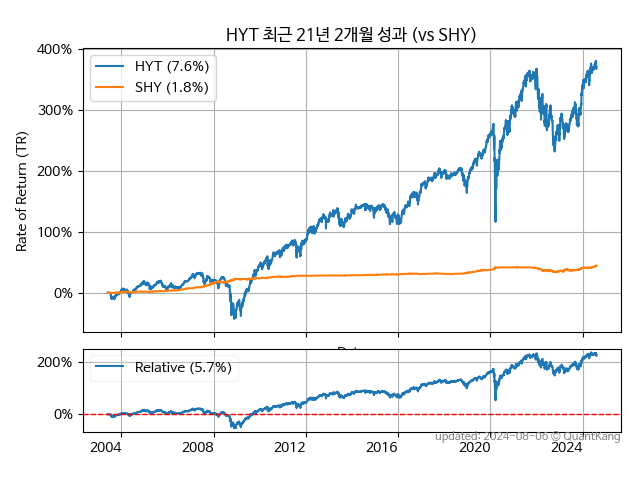 HYT 최근 21년 2개월 성과 (vs SHY)
400%
300%
200%
100%
0%
Rate of Return (TR)
HYT (7.6%)
SHY (1.8%)
200%
0%
Relative (5.7%)
2004 2008 2012 2016 2020 2024
updated: 2024-08-06 © QuantKang